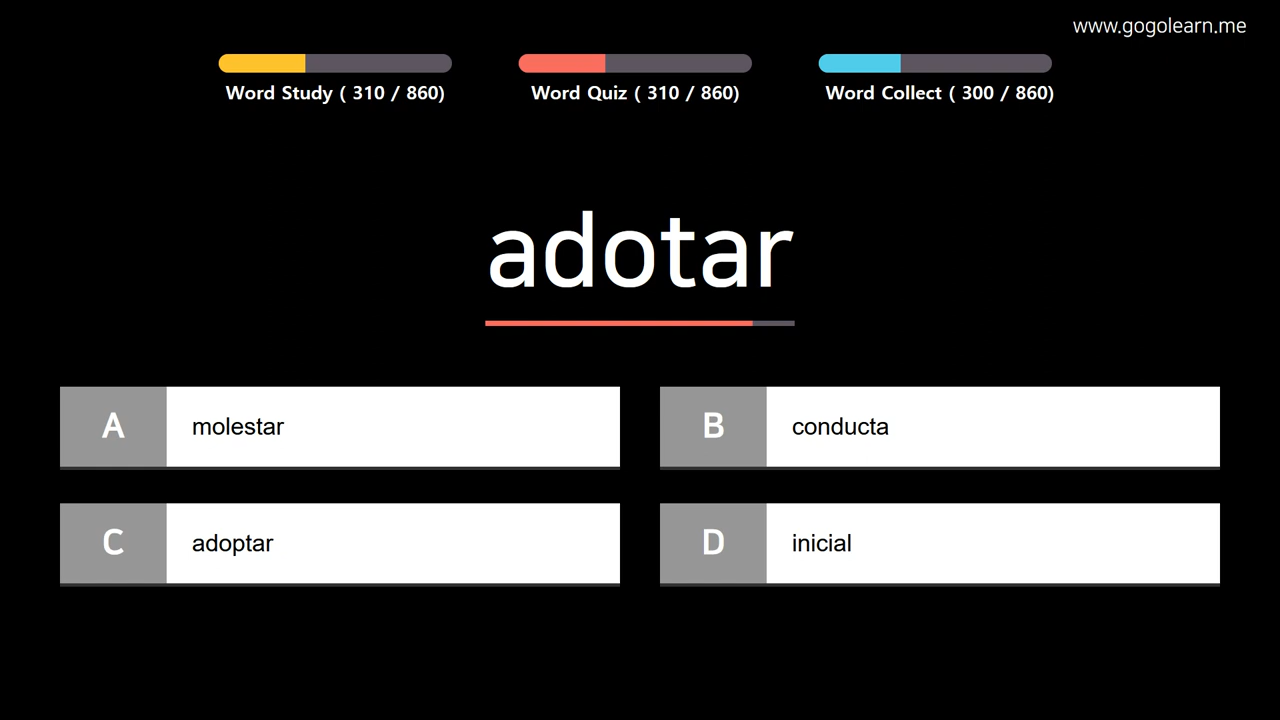 www.gogolearn.me
Word Study ( 310 / 860)
Word Quiz ( 310 / 860)
Word Collect ( 300 / 860)
adotar
A molestar
B conducta
C adoptar
D inicial